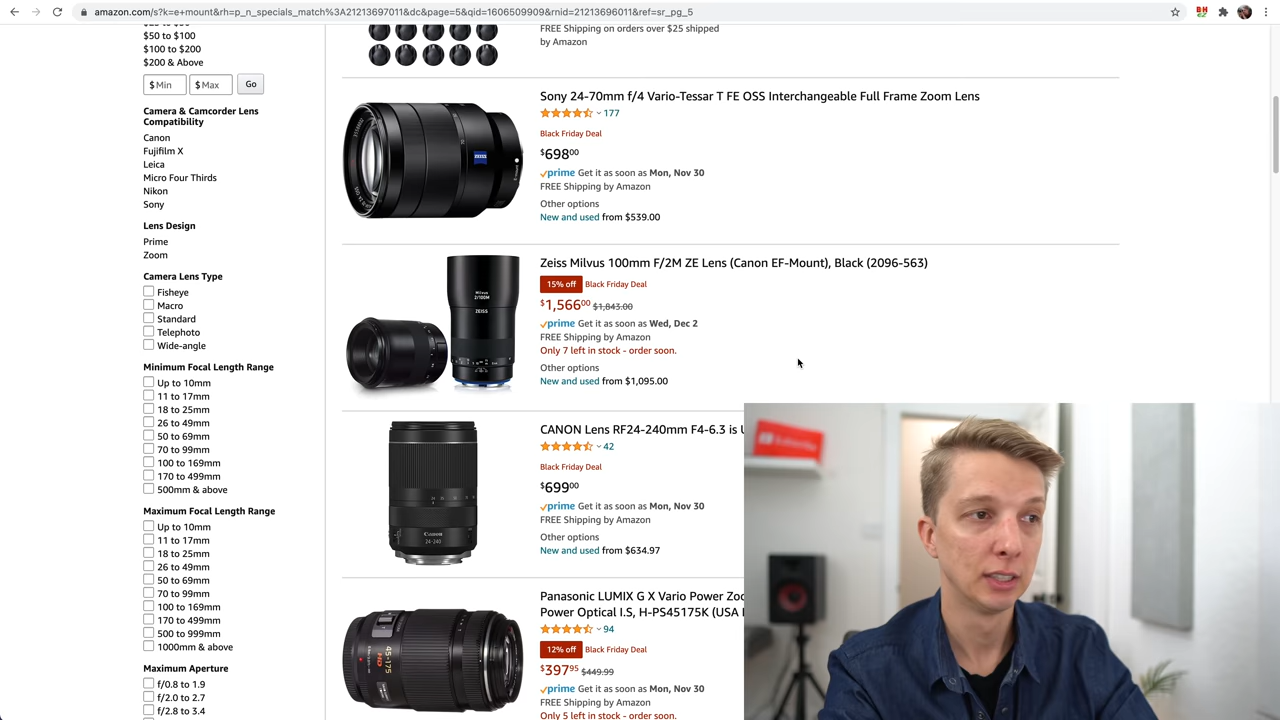 amazon.com/s?k=e+mount&rh=p_n_specials_match%3A21213697011&dc&page=5&qid=1606509909&rnid=21213696011&ref=sr_pg_5
$50 to $100
$100 to $200
$200 & Above
$ Min
$ Max
Go
Camera & Camcorder Lens
Compatibility
Canon
Fujifilm X
Leica
Micro Four Thirds
Nikon
Sony
Lens Design
Prime
Zoom
Camera Lens Type
Fisheye
Macro
Standard
Telephoto
Wide-angle
Minimum Focal Length Range
Up to 10mm
11 to 17mm
18 to 25mm
26 to 49mm
50 to 69mm
70 to 99mm
100 to 169mm
170 to 499mm
500mm & above
Maximum Focal Length Range
Up to 10mm
11 to 17mm
18 to 25mm
26 to 49mm
50 to 69mm
70 to 99mm
100 to 169mm
170 to 499mm
500 to 999mm
1000mm & above
Maximum Aperture
f/0.8 to 1.9
f/2.0 to 2.7
f/2.8 to 3.4
FREE Shipping on orders over $25 shipped
by Amazon
Sony 24-70mm f/4 Vario-Tessar T FE OSS Interchangeable Full Frame Zoom Lens
177
Black Friday Deal
$69800
prime Get it as soon as Mon, Nov 30
FREE Shipping by Amazon
Other options
New and used from $539.00
ZEISS
Zeiss Milvus 100mm F/2M ZE Lens (Canon EF-Mount), Black (2096-563)
15% off Black Friday Deal
$1,56600 $1,843.00
prime Get it as soon as Wed, Dec 2
FREE Shipping by Amazon
Only 7 left in stock - order soon.
Other options
New and used from $1,095.00
Milvus
2/100M
ZEISS
CANON Lens RF24-240mm F4-6.3 is
42
Black Friday Deal
$69900
prime Get it as soon as Mon, Nov 30
FREE Shipping by Amazon
Other options
New and used from $634.97
Canon
24-240
Panasonic LUMIX G X Vario Power
Power Optical I.S, H-PS45175K (USA
94
12% off Black Friday Deal
$39795 $449.99
prime Get it as soon as Mon, Nov 30
FREE Shipping by Amazon
Only 5 left in stock - order soon.
45-175
Subscribe